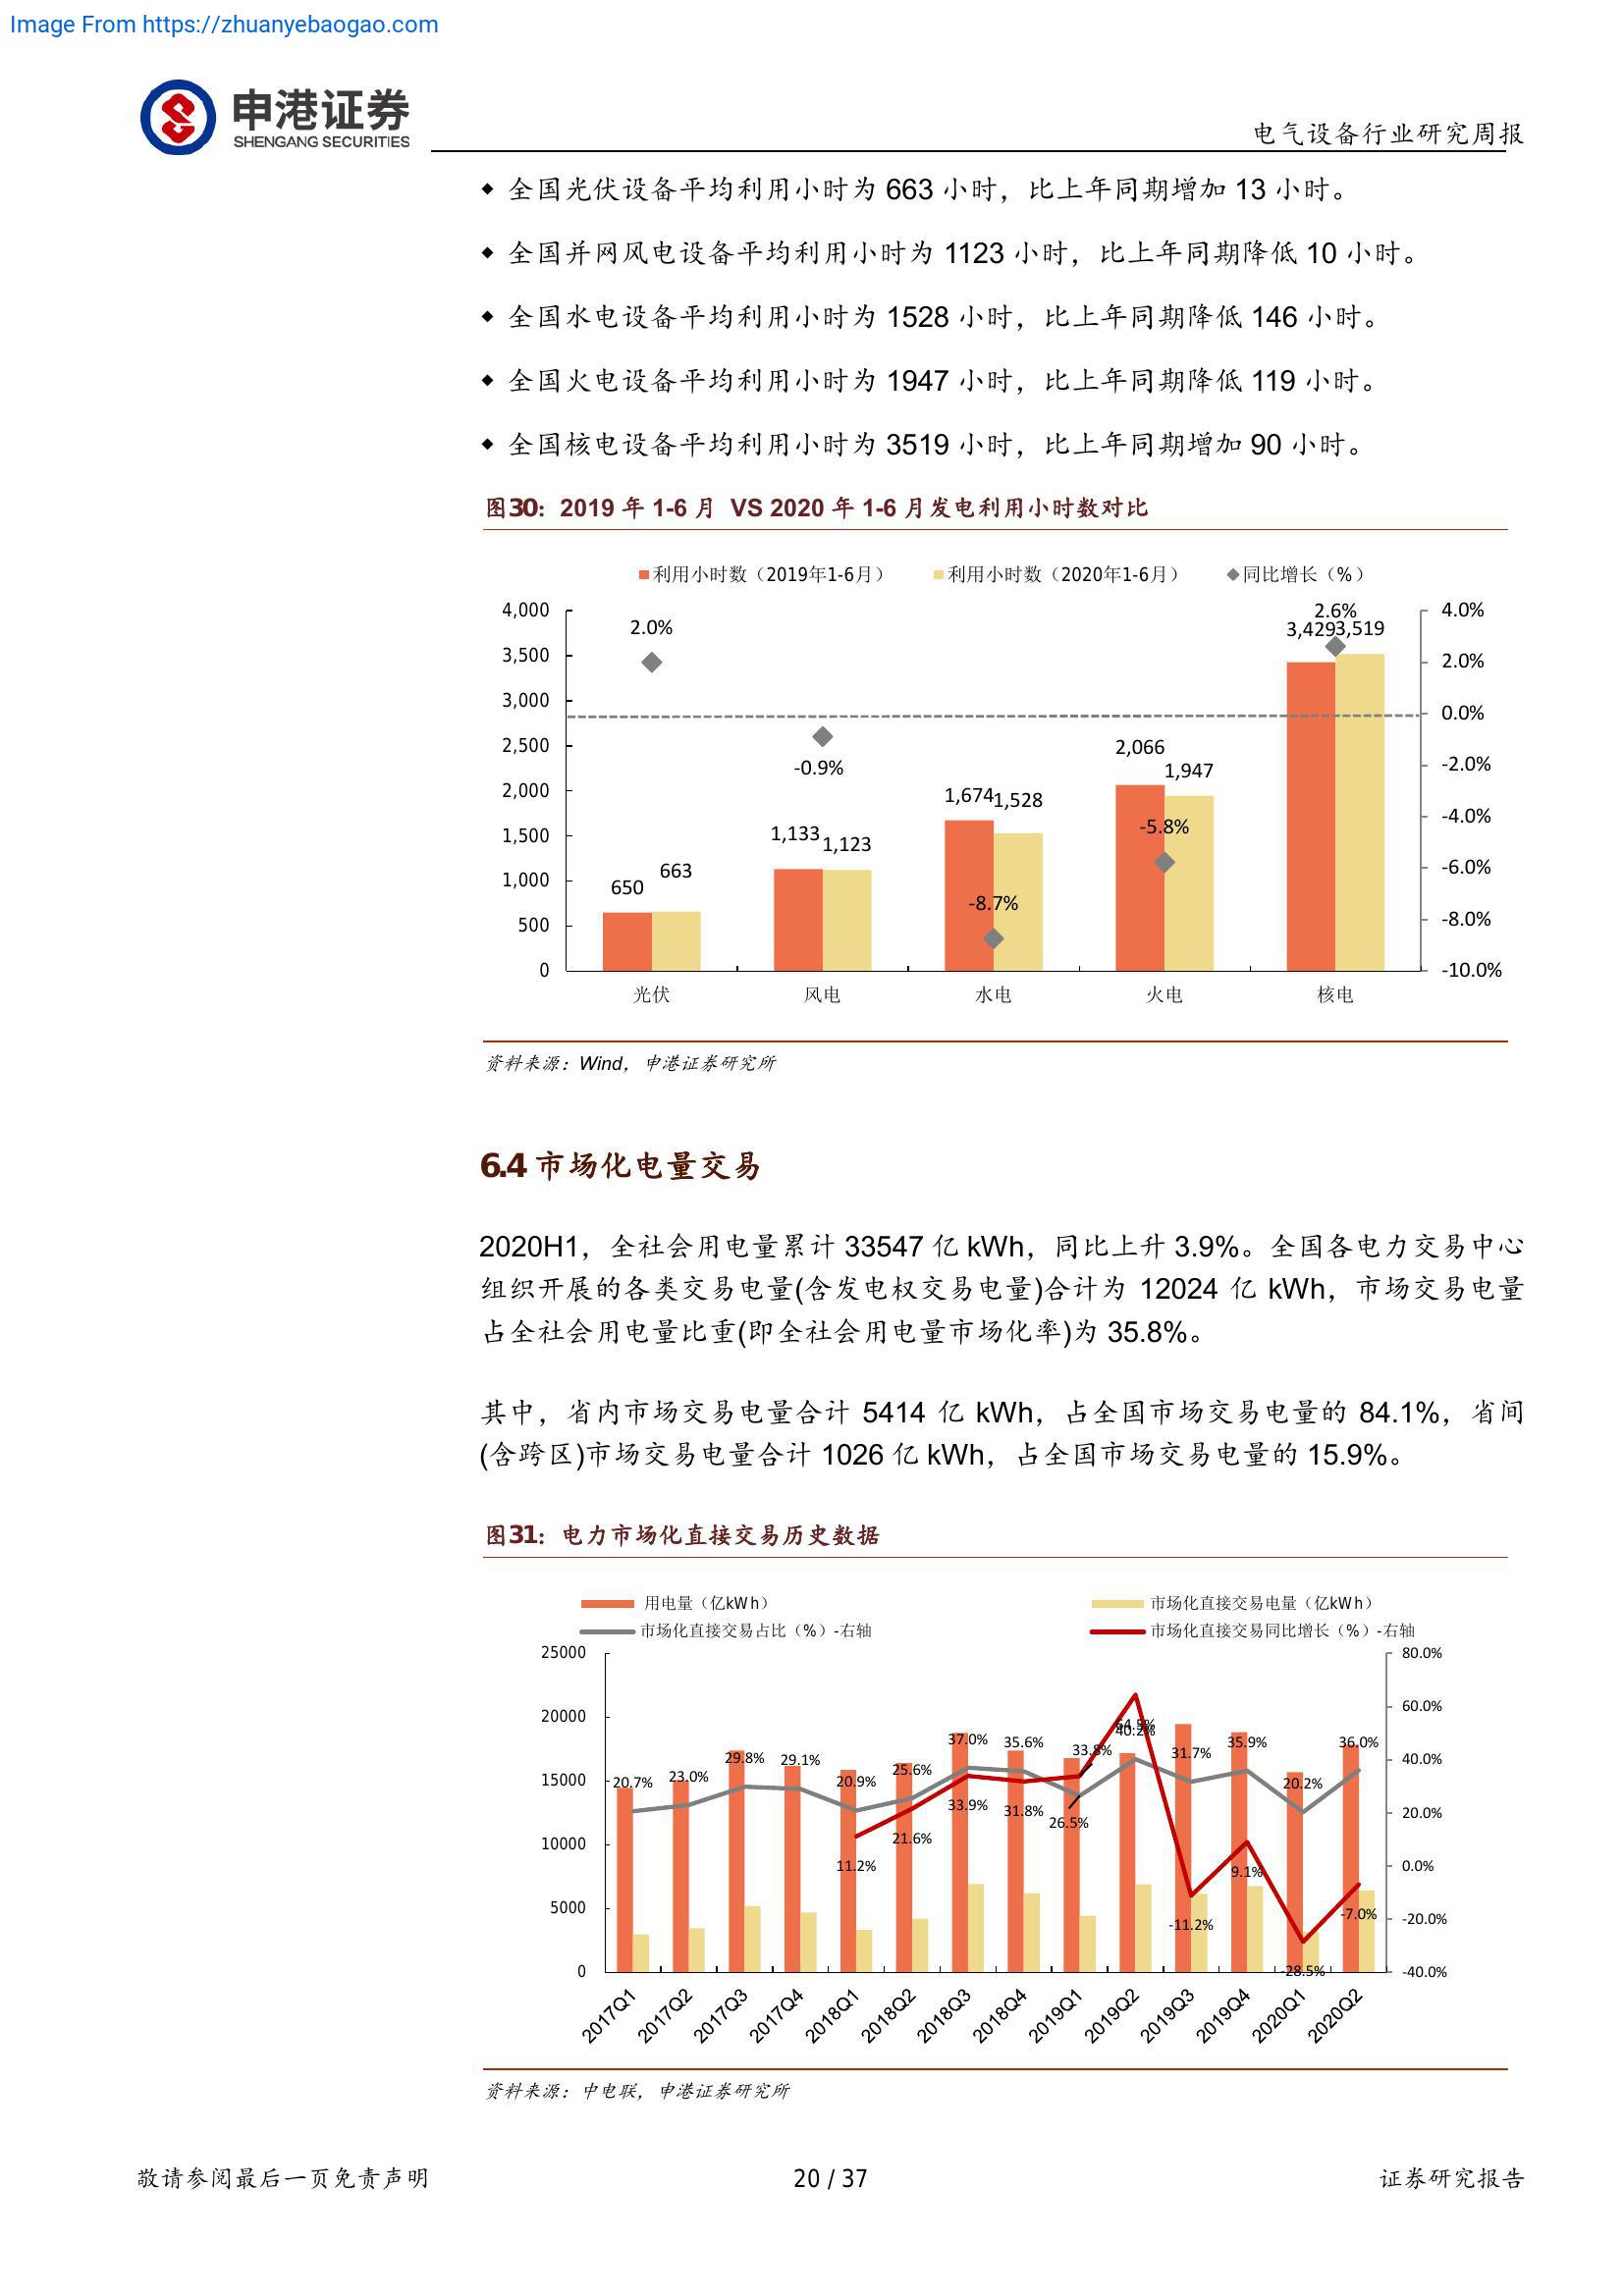 Image From https://zhuanyebaogao.com
申港证券
SHENGANG SECURITIES
电气设备行业研究周报
◆ 全国光伏设备平均利用小时为 663 小时，比上年同期增加 13 小时。
◆ 全国并网风电设备平均利用小时为 1123 小时，比上年同期降低 10 小时。
◆ 全国水电设备平均利用小时为 1528 小时，比上年同期降低 146 小时。
◆ 全国火电设备平均利用小时为 1947 小时，比上年同期降低 119 小时。
◆ 全国核电设备平均利用小时为 3519 小时，比上年同期增加 90 小时。
图30：2019 年 1-6 月 VS 2020 年 1-6 月发电利用小时数对比
利用小时数（2019年1-6月） 利用小时数（2020年1-6月） 同比增长（%）
4,000
3,500
3,000
2,500
2,000
1,500
1,000
500
0
2.0%
-0.9%
-8.7%
-5.8%
2.6%
650 663
1,133 1,123
1,674 1,528
2,066 1,947
3,429 3,519
4.0%
2.0%
0.0%
-2.0%
-4.0%
-6.0%
-8.0%
-10.0%
光伏 风电 水电 火电 核电
资料来源：Wind，申港证券研究所
6.4 市场化电量交易
2020H1，全社会用电量累计 33547 亿 kWh，同比上升 3.9%。全国各电力交易中心
组织开展的各类交易电量(含发电权交易电量)合计为 12024 亿 kWh，市场交易电量
占全社会用电量比重(即全社会用电量市场化率)为 35.8%。
其中，省内市场交易电量合计 5414 亿 kWh，占全国市场交易电量的 84.1%，省间
(含跨区)市场交易电量合计 1026 亿 kWh，占全国市场交易电量的 15.9%。
图31：电力市场化直接交易历史数据
用电量（亿kWh） 市场化直接交易电量（亿kWh）
市场化直接交易占比（%）-右轴 市场化直接交易同比增长（%）-右轴
25000
20000
15000
10000
5000
0
20.7% 23.0% 29.8% 29.1% 20.9% 25.6% 37.0% 35.6% 26.5% 40.2% 31.7% 35.9% 20.2% 36.0%
11.2% 21.6% 33.9% 31.8% 33.8% 64.5% -11.2% 9.1% -28.5% -7.0%
80.0%
60.0%
40.0%
20.0%
0.0%
-20.0%
-40.0%
2017Q1 2017Q2 2017Q3 2017Q4 2018Q1 2018Q2 2018Q3 2018Q4 2019Q1 2019Q2 2019Q3 2019Q4 2020Q1 2020Q2
资料来源：中电联，申港证券研究所
敬请参阅最后一页免责声明 20 / 37 证券研究报告